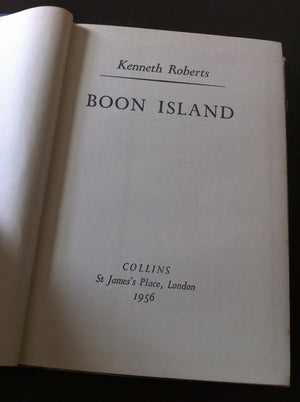 Kenneth Roberts
BOON ISLAND
COLLINS
St James's Place, London
1956